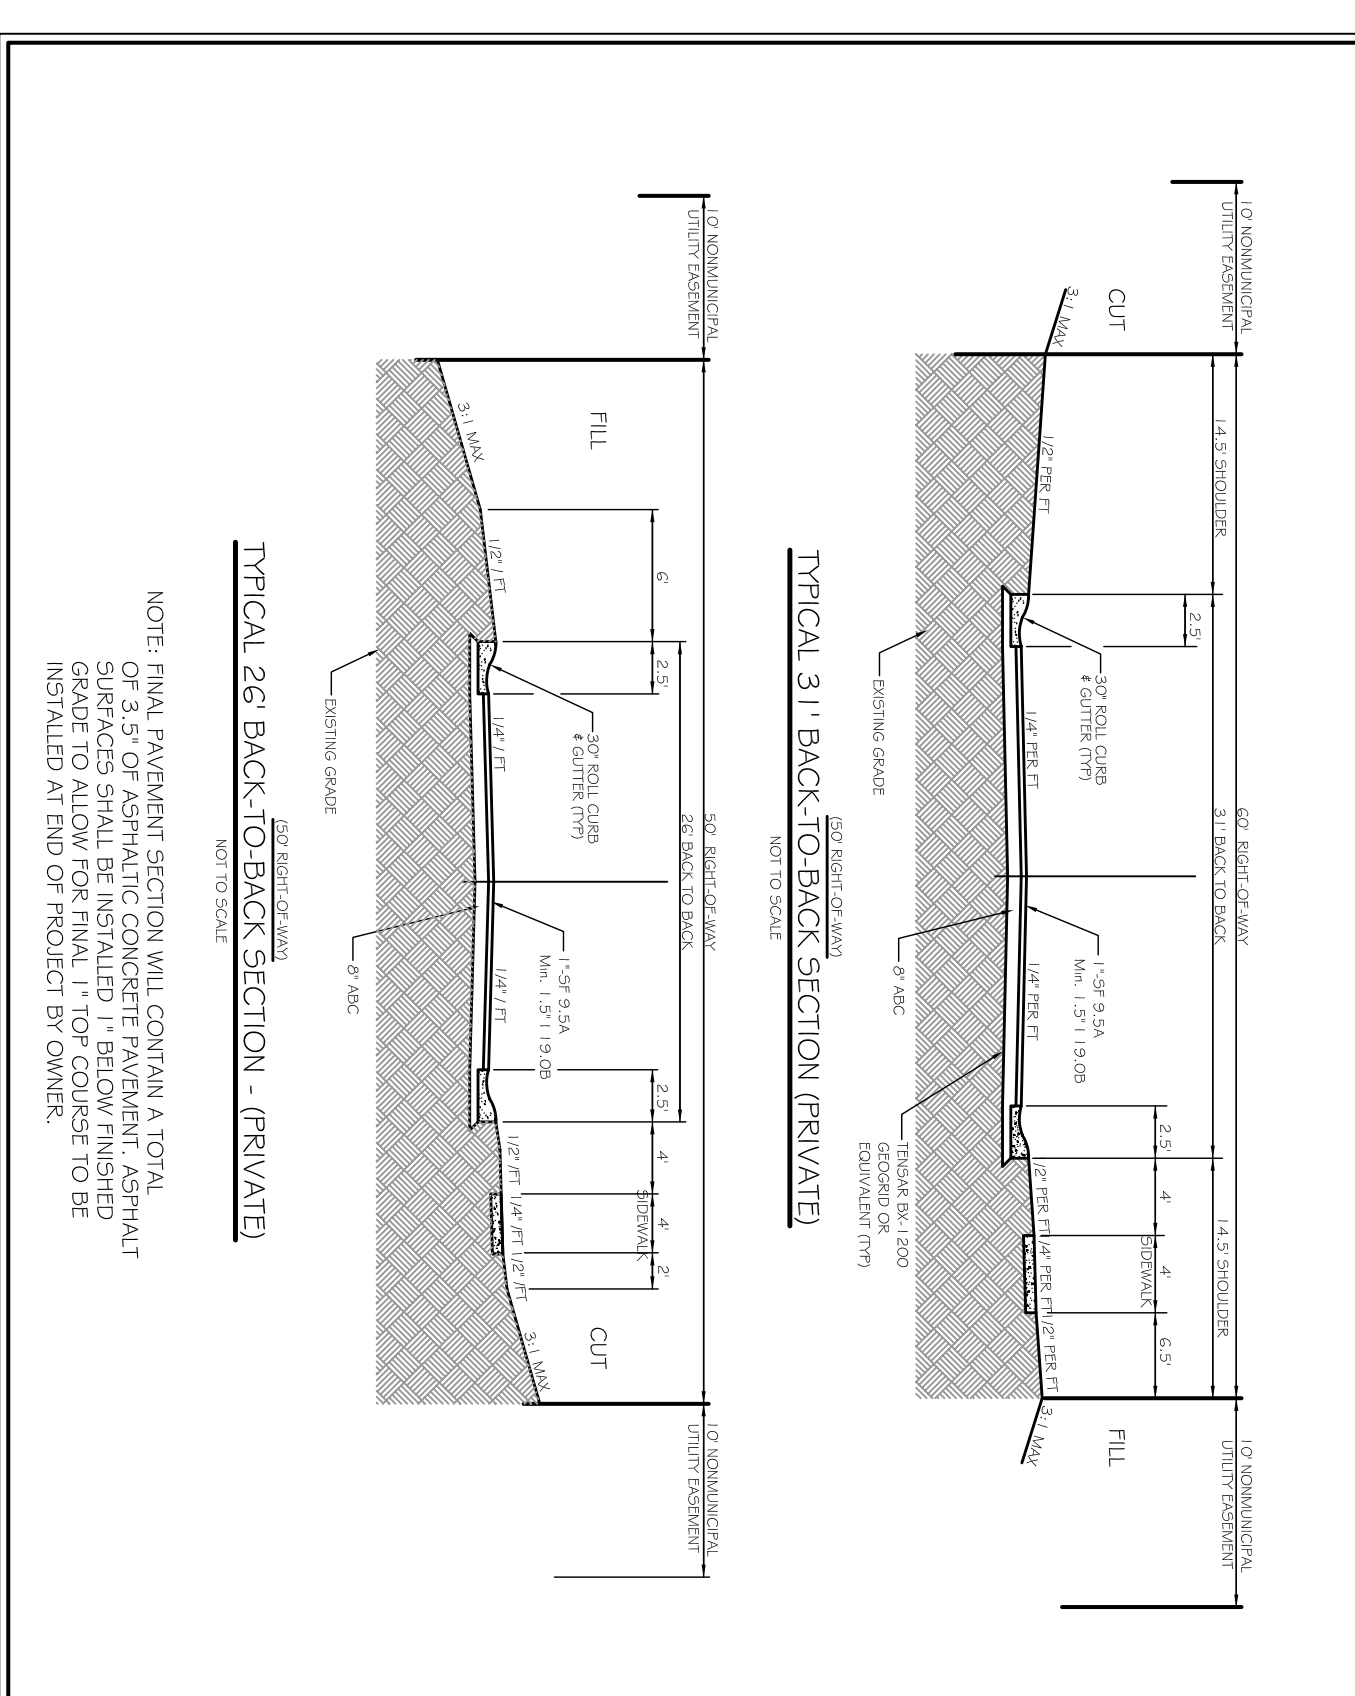 10' NONMUNICIPAL
UTILITY EASEMENT
60' RIGHT-OF-WAY
10' NONMUNICIPAL
UTILITY EASEMENT
31' BACK TO BACK
14.5' SHOULDER
14.5' SHOULDER
2.5'
2.5'
4'
4'
SIDEWALK
6.5'
CUT
FILL
3:1 MAX
1/2" PER FT
30" ROLL CURB
& GUTTER (TYP)
1/4" PER FT
1"-SF 9.5A
Min. 1.5" I 19.0B
1/4" PER FT
1/2" PER FT
1/4" PER FT
1/2" PER FT
3:1 MAX
EXISTING GRADE
8" ABC
TENSAR BX-1200
GEOGRID OR
EQUIVALENT (TYP)
(50' RIGHT-OF-WAY)
TYPICAL 31' BACK-TO-BACK SECTION (PRIVATE)
NOT TO SCALE
10' NONMUNICIPAL
UTILITY EASEMENT
50' RIGHT-OF-WAY
10' NONMUNICIPAL
UTILITY EASEMENT
26' BACK TO BACK
6'
2.5'
2.5'
4'
4'
SIDEWALK
2'
FILL
CUT
30" ROLL CURB
& GUTTER (TYP)
1"-SF 9.5A
Min. 1.5" I 19.0B
3:1 MAX
1/2" / FT
1/4" / FT
1/4" / FT
1/2" /FT
1/4" /FT
1/2" /FT
3:1 MAX
EXISTING GRADE
8" ABC
(50' RIGHT-OF-WAY)
TYPICAL 26' BACK-TO-BACK SECTION - (PRIVATE)
NOT TO SCALE
NOTE: FINAL PAVEMENT SECTION WILL CONTAIN A TOTAL
OF 3.5" OF ASPHALTIC CONCRETE PAVEMENT. ASPHALT
SURFACES SHALL BE INSTALLED 1" BELOW FINISHED
GRADE TO ALLOW FOR FINAL 1" TOP COURSE TO BE
INSTALLED AT END OF PROJECT BY OWNER.